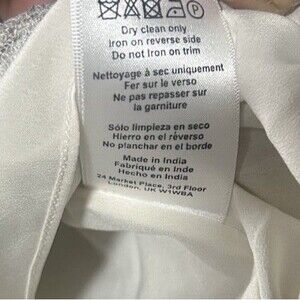 Dry clean only
Iron on reverse side
Do not Iron on trim
Nettoyage à sec uniquement
Fer sur le verso
Ne pas repasser sur
la garniture
Sólo limpieza en seco
Hierro en el réverso
No planchar en el borde
Made in India
Fabriqué en Inde
Hecho en India
24 Market Place, 3rd Floor
London, UK W1WBA